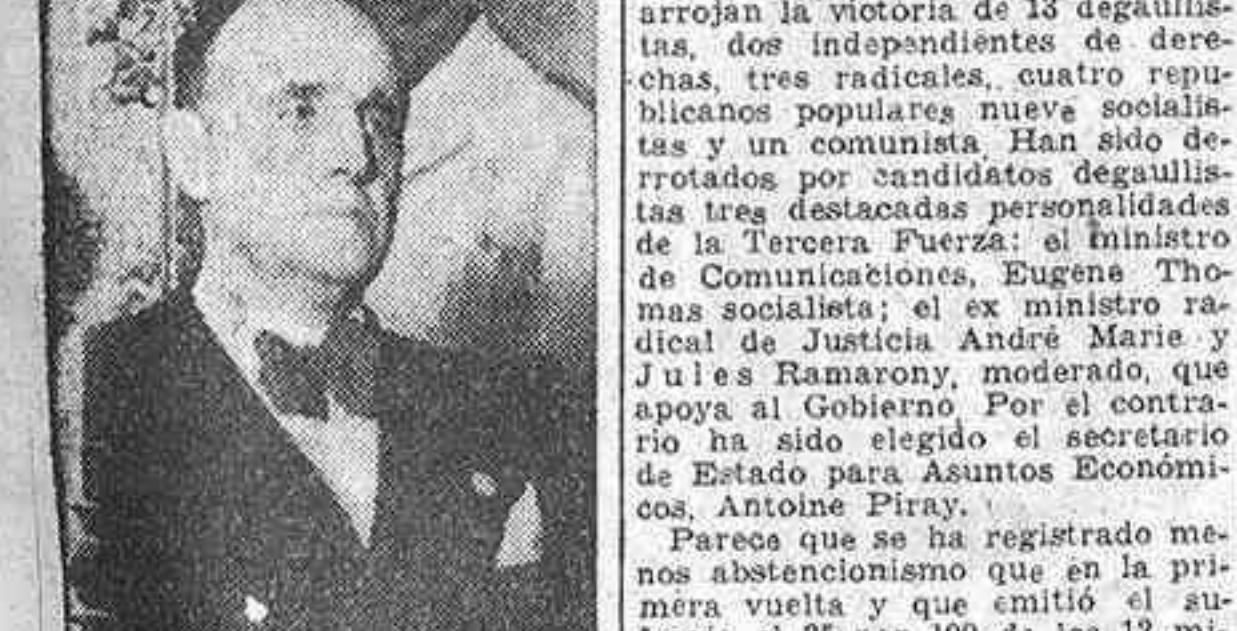 arrojan la victoria de 13 degaullis-
tas, dos independientes de dere-
chas, tres radicales, cuatro repu-
blicanos populares nueve socialis-
tas y un comunista, Han sido de-
rrotados por candidatos degaullis-
tas tres destacadas personalidades
de la Tercera Fuerza: el ministro
de Comunicaciones, Eugene Tho-
mas socialista; el ex ministro ra-
dical de Justicia André Marie y
Jules Ramarony, moderado, que
apoya al Gobierno, Por el contra-
rio ha sido elegido el secretario
de Estado para Asuntos Económi-
cos, Antoine Piray.
Parece que se ha registrado me-
nos abstencionismo que en la pri-
mera vuelta y que emitió el su-